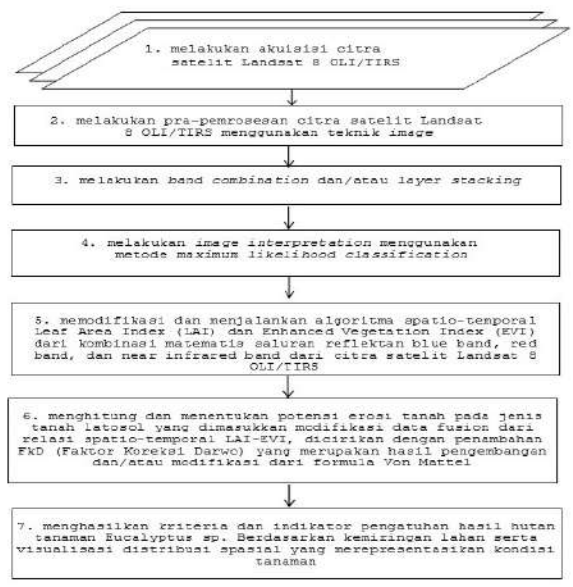 1. melakukan akuisisi citra
satelit Landsat 8 OLI/TIRS
2. melakukan pra-pemrosesan citra satelit Landsat
8 OLI/TIRS menggunakan teknik image
3. melakukan band combination dan/atau layer stacking
4. melakukan image interpretation menggunakan
metode maximum likelihood classification
5. memodifikasi dan menjalankan algoritma spatio-temporal
Leaf Area Index (LAI) dan Enhanced Vegetation Index (EVI)
dari kombinasi matematis saluran reflektan blue band, red
band, dan near infrared band dari citra satelit Landsat 8
OLI/TIRS
6. menghitung dan menentukan potensi erosi tanah pada jenis
tanah latosol yang dimasukkan modifikasi data fusion dari
relasi spatio-temporal LAI-EVI, dicirikan dengan penambahan
FkD (Faktor Koreksi Darwo) yang merupakan hasil pengembangan
dan/atau modifikasi dari formula Von Mattel
7. menghasilkan kriteria dan indikator pengatuhan hasil hutan
tanaman Eucalyptus sp. Berdasarkan kemiringan lahan serta
visualisasi distribusi spasial yang merepresentasikan kondisi
tanaman